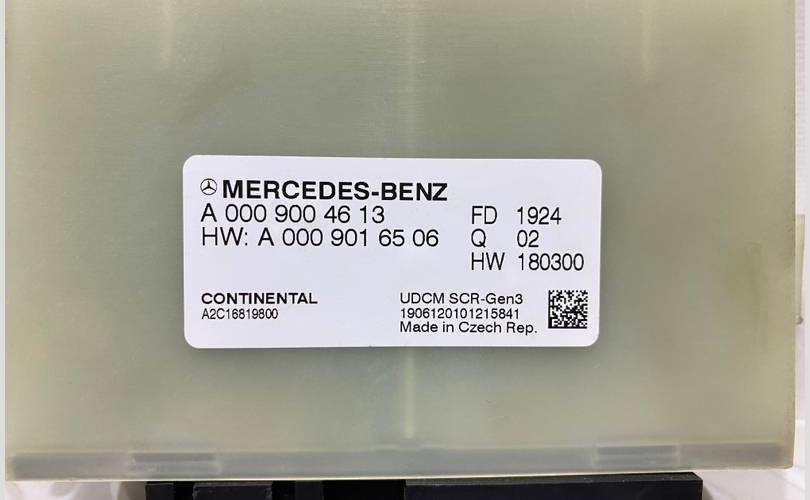 MERCEDES-BENZ
A 000 900 46 13 FD 1924
HW: A 000 901 65 06 Q 02
HW 180300
CONTINENTAL UDCM SCR-Gen3
A2C16819800 1906120101215841
Made in Czech Rep.